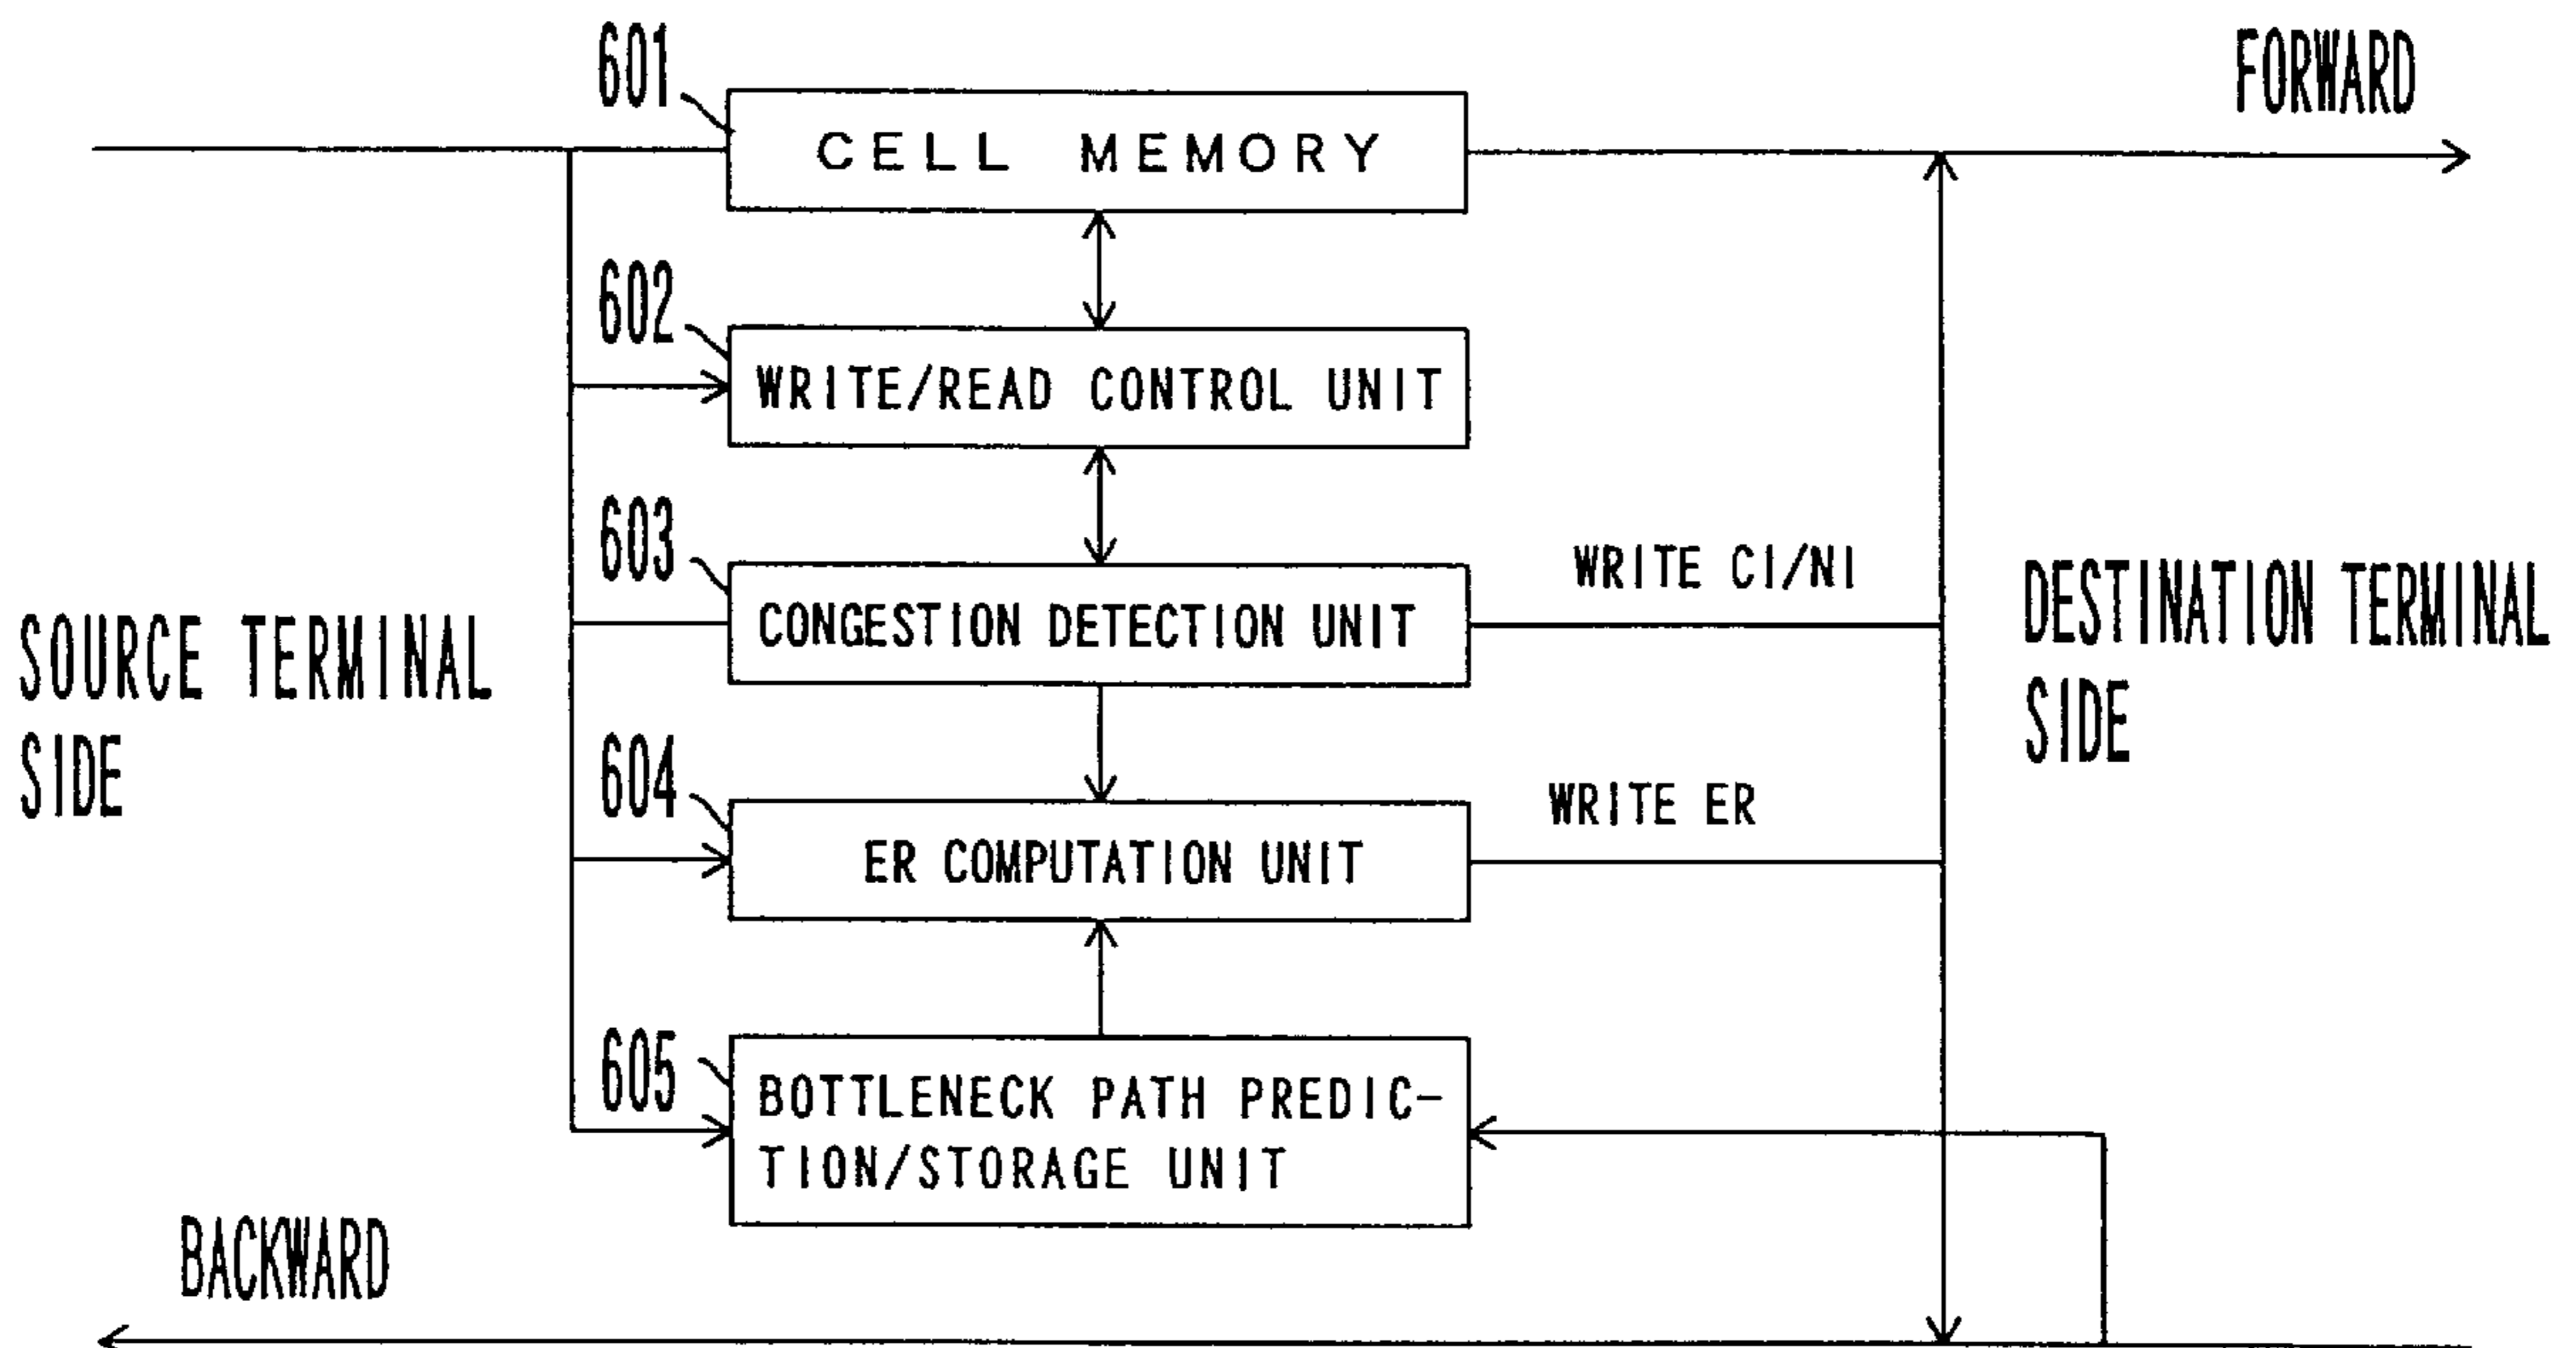 601
FORWARD
CELL MEMORY
602
WRITE/READ CONTROL UNIT
603
WRITE CI/NI
CONGESTION DETECTION UNIT
SOURCE TERMINAL
SIDE
DESTINATION TERMINAL
SIDE
604
WRITE ER
ER COMPUTATION UNIT
605
BOTTLENECK PATH PREDIC-
TION/STORAGE UNIT
BACKWARD